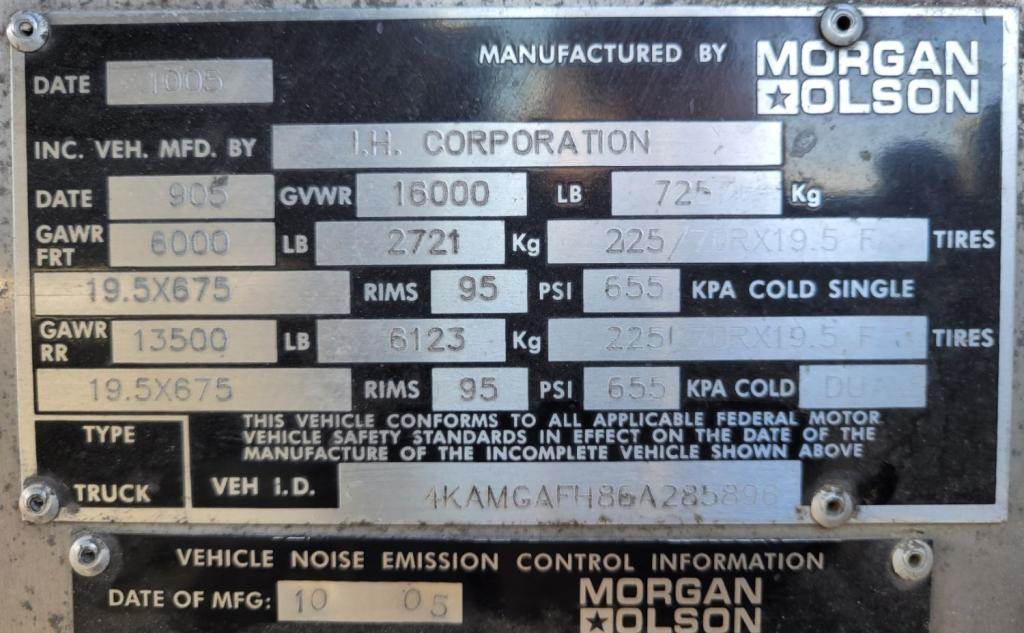 MANUFACTURED BY MORGAN OLSON
DATE 1005
INC. VEH. MFD. BY I.H. CORPORATION
DATE 905 GVWR 16000 LB Kg
GAWR FRT 6000 LB 2721 Kg TIRES
19.5X675 RIMS 95 PSI 655 KPA COLD SINGLE
GAWR RR 13500 LB 6123 Kg TIRES
19.5X675 RIMS 95 PSI 655 KPA COLD
THIS VEHICLE CONFORMS TO ALL APPLICABLE FEDERAL MOTOR
VEHICLE SAFETY STANDARDS IN EFFECT ON THE DATE OF THE
MANUFACTURE OF THE INCOMPLETE VEHICLE SHOWN ABOVE
TYPE
TRUCK
VEH I.D. 4KAMGAFH86A285896
VEHICLE NOISE EMISSION CONTROL INFORMATION
DATE OF MFG: 10 05 MORGAN OLSON